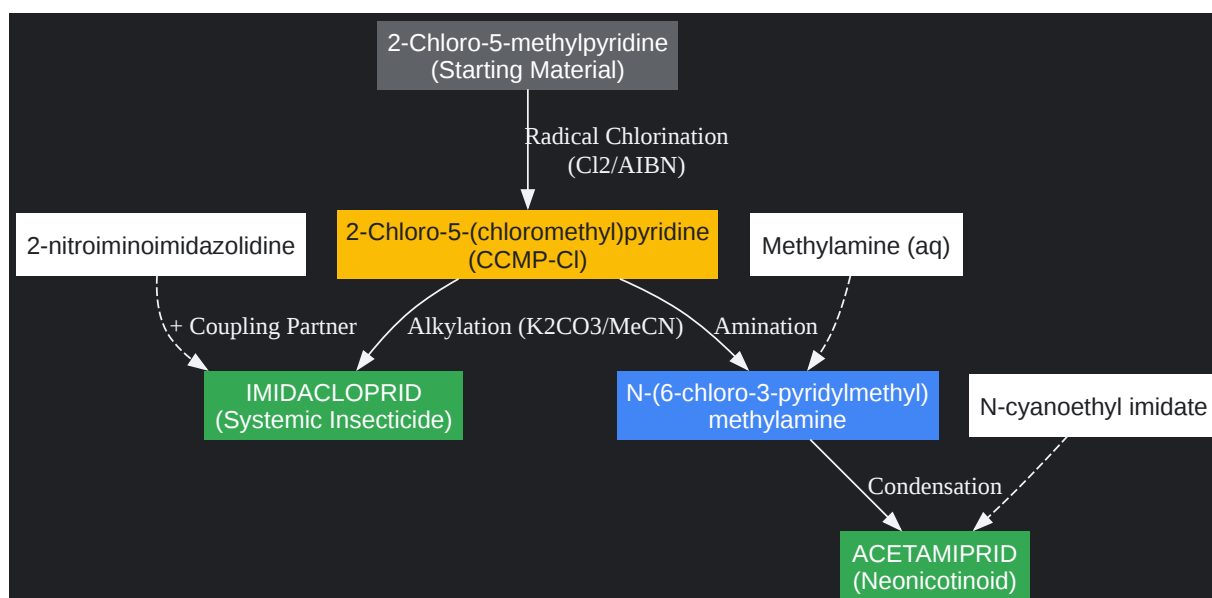 2-Chloro-5-methylpyridine
(Starting Material)
Radical Chlorination
(Cl2/AIBN)
2-nitroiminoimidazolidine
2-Chloro-5-(chloromethyl)pyridine
(CCMP-Cl)
Methylamine (aq)
+ Coupling Partner
Alkylation (K2CO3/MeCN)
Amination
IMIDACLOPRID
(Systemic Insecticide)
N-(6-chloro-3-pyridylmethyl)
methylamine
N-cyanoethyl imidate
Condensation
ACETAMIPRID
(Neonicotinoid)